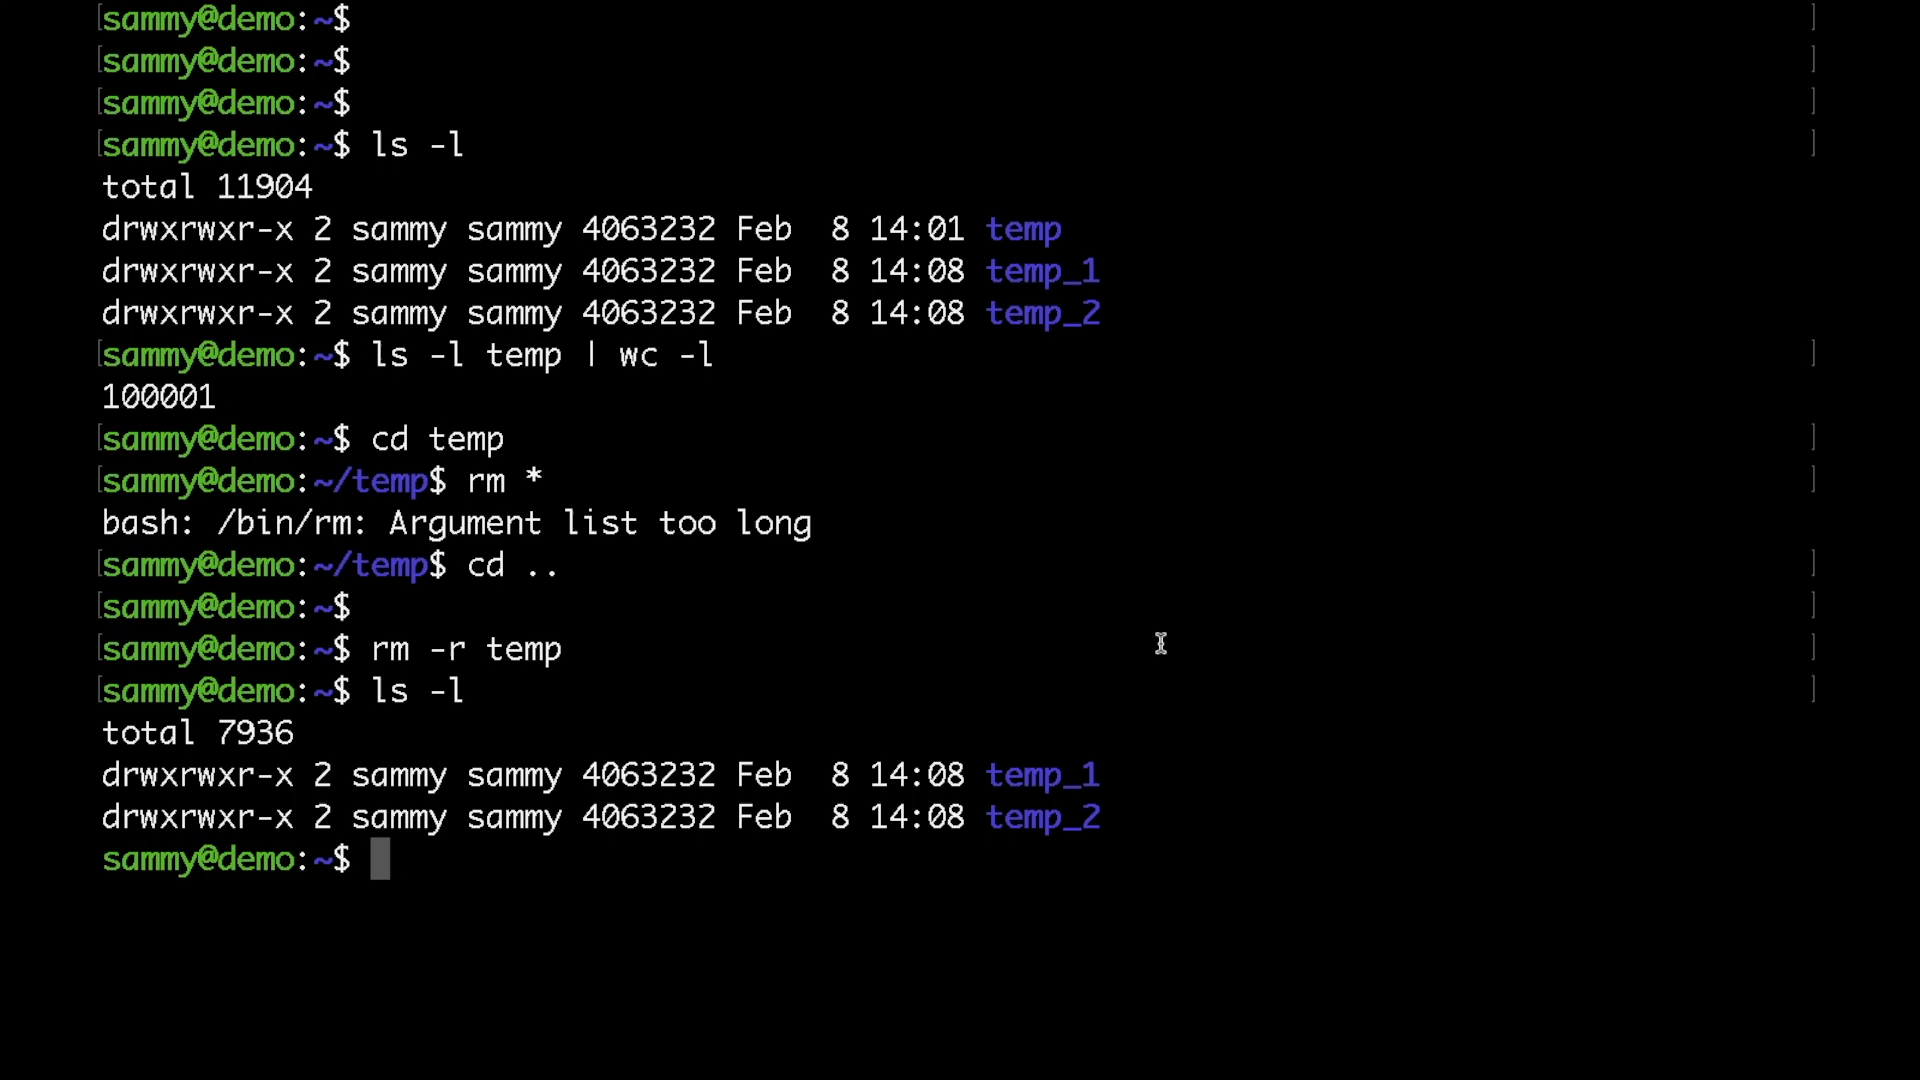 [sammy@demo:~$ ]
[sammy@demo:~$ ]
[sammy@demo:~$ ]
[sammy@demo:~$ ls -l ]
total 11904
drwxrwxr-x 2 sammy sammy 4063232 Feb  8 14:01 temp
drwxrwxr-x 2 sammy sammy 4063232 Feb  8 14:08 temp_1
drwxrwxr-x 2 sammy sammy 4063232 Feb  8 14:08 temp_2
[sammy@demo:~$ ls -l temp | wc -l ]
100001
[sammy@demo:~$ cd temp ]
[sammy@demo:~/temp$ rm * ]
bash: /bin/rm: Argument list too long
[sammy@demo:~/temp$ cd .. ]
[sammy@demo:~$ ]
[sammy@demo:~$ rm -r temp ]
[sammy@demo:~$ ls -l ]
total 7936
drwxrwxr-x 2 sammy sammy 4063232 Feb  8 14:08 temp_1
drwxrwxr-x 2 sammy sammy 4063232 Feb  8 14:08 temp_2
sammy@demo:~$